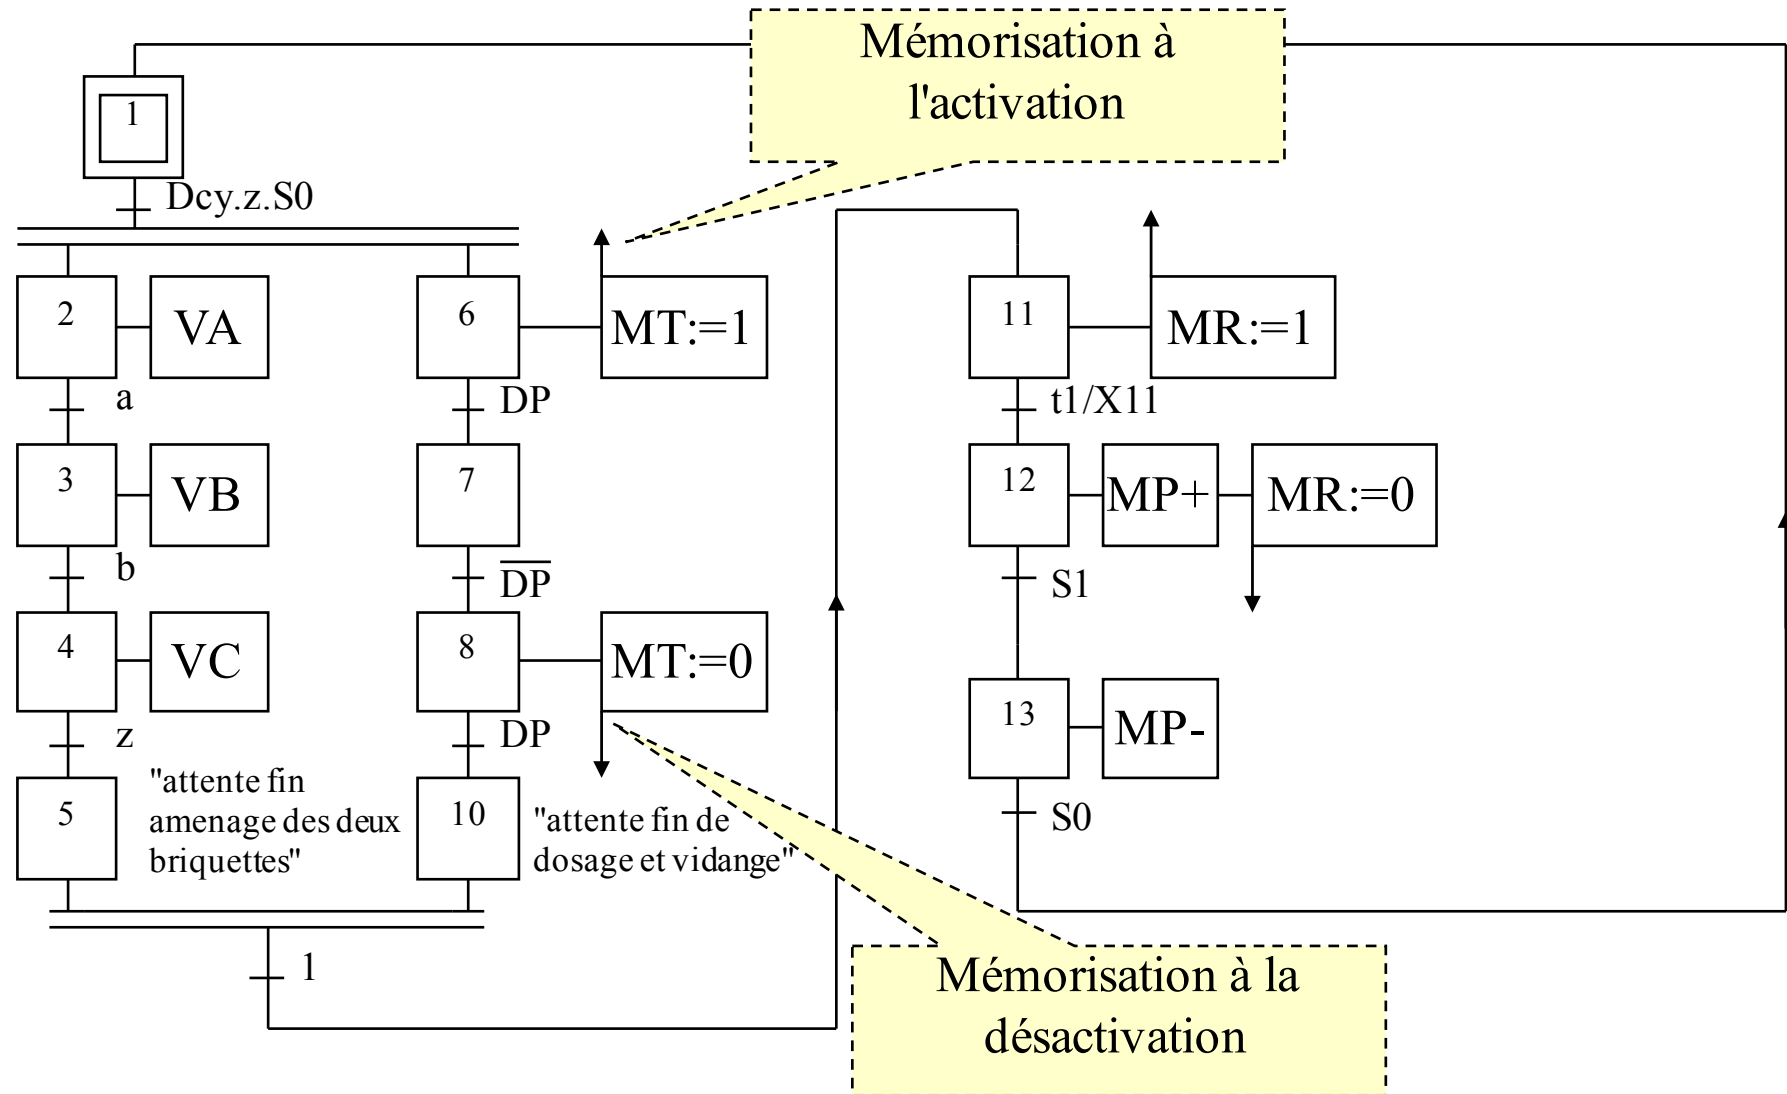 Mémorisation à
l'activation
1
Dcy.z.S0
2
VA
6
MT:=1
11
MR:=1
a
DP
t1/X11
3
VB
7
12
MP+
MR:=0
b
D̅P̅
S1
4
VC
8
MT:=0
13
MP-
z
DP
S0
5
"attente fin
amenage des deux
briquettes"
10
"attente fin de
dosage et vidange"
1
Mémorisation à la
désactivation